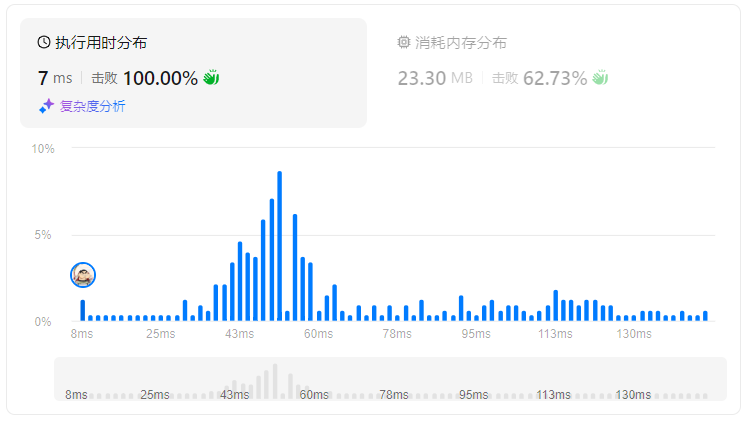 执行用时分布
7 ms 击败 100.00%
复杂度分析
消耗内存分布
23.30 MB 击败 62.73%
10%
5%
0%
8ms 25ms 43ms 60ms 78ms 95ms 113ms 130ms
8ms 25ms 43ms 60ms 78ms 95ms 113ms 130ms